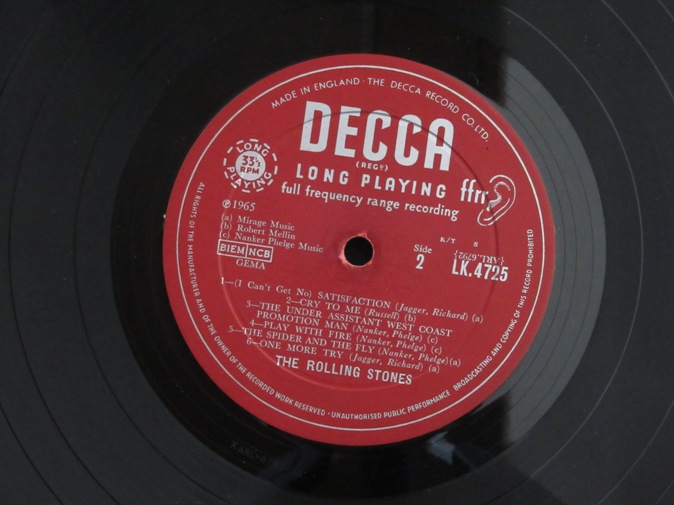 MADE IN ENGLAND · THE DECCA RECORD CO. LTD.
DECCA
(REGD)
LONG PLAYING
33⅓ RPM
LONG PLAYING
ffrr
full frequency range recording
℗1965
(a) Mirage Music
(b) Robert Mellin
(c) Nanker Phelge Music
BIEM NCB
GEMA
K/T S
Side
2
{ARL.6792}
LK.4725
1—(I Can't Get No) SATISFACTION (Jagger, Richard) (a)
2—CRY TO ME (Russell) (b)
3—THE UNDER ASSISTANT WEST COAST
PROMOTION MAN (Nanker, Phelge) (c)
4—PLAY WITH FIRE (Nanker, Phelge) (c)
5—THE SPIDER AND THE FLY (Nanker, Phelge)(a)
6—ONE MORE TRY (Jagger, Richard) (a)
THE ROLLING STONES
ALL RIGHTS OF THE MANUFACTURER AND OF THE OWNER OF THE RECORDED WORK RESERVED · UNAUTHORISED PUBLIC PERFORMANCE BROADCASTING AND COPYING OF THIS RECORD PROHIBITED